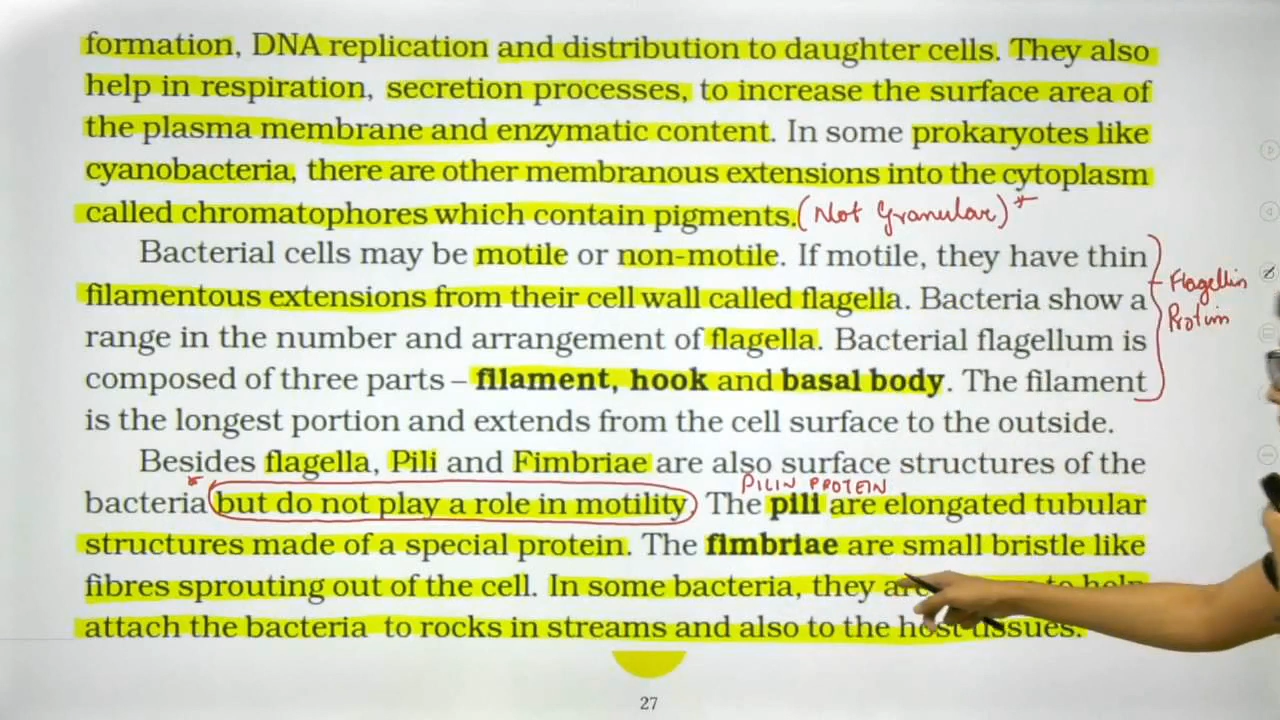 formation, DNA replication and distribution to daughter cells. They also
help in respiration, secretion processes, to increase the surface area of
the plasma membrane and enzymatic content. In some prokaryotes like
cyanobacteria, there are other membranous extensions into the cytoplasm
called chromatophores which contain pigments. (Not Granular)*
Bacterial cells may be motile or non-motile. If motile, they have thin
filamentous extensions from their cell wall called flagella. Bacteria show a
Flagellin
range in the number and arrangement of flagella. Bacterial flagellum is
Protein
composed of three parts – filament, hook and basal body. The filament
is the longest portion and extends from the cell surface to the outside.
Besides flagella, Pili and Fimbriae are also surface structures of the
PILIN PROTEIN
bacteria but do not play a role in motility. The pili are elongated tubular
structures made of a special protein. The fimbriae are small bristle like
fibres sprouting out of the cell. In some bacteria, they to help
attach the bacteria to rocks in streams and also to the host tissues.
27